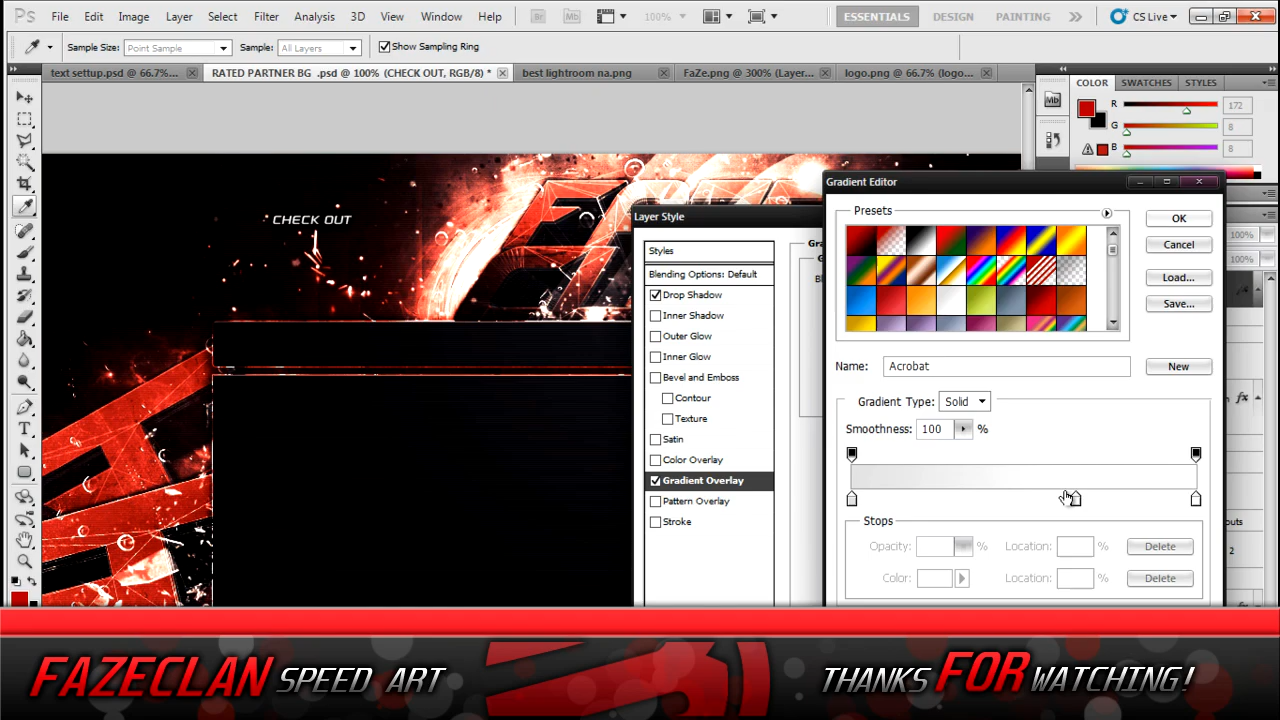 Ps File Edit Image Layer Select Filter Analysis 3D View Window Help Br Mb 100% ESSENTIALS DESIGN PAINTING CS Live
Sample Size: Point Sample Sample: All Layers Show Sampling Ring
text settup.psd @ 66.7%... RATED PARTNER BG .psd @ 100% (CHECK OUT, RGB/8) * best lightroom na.png FaZe.png @ 300% (Layer... logo.png @ 66.7% (logo...
COLOR SWATCHES STYLES
Mb
R 172
G 8
B 8
CHECK OUT
Layer Style
Styles
Blending Options: Default
Drop Shadow
Inner Shadow
Outer Glow
Inner Glow
Bevel and Emboss
Contour
Texture
Satin
Color Overlay
Gradient Overlay
Pattern Overlay
Stroke
Gradient Editor
Presets
OK
Cancel
Load...
Save...
Name: Acrobat New
Gradient Type: Solid
Smoothness: 100 %
Stops
Opacity: % Location: % Delete
Color: Location: % Delete
100%
100%
fx
2
FAZECLAN SPEED ART
THANKS FOR WATCHING!